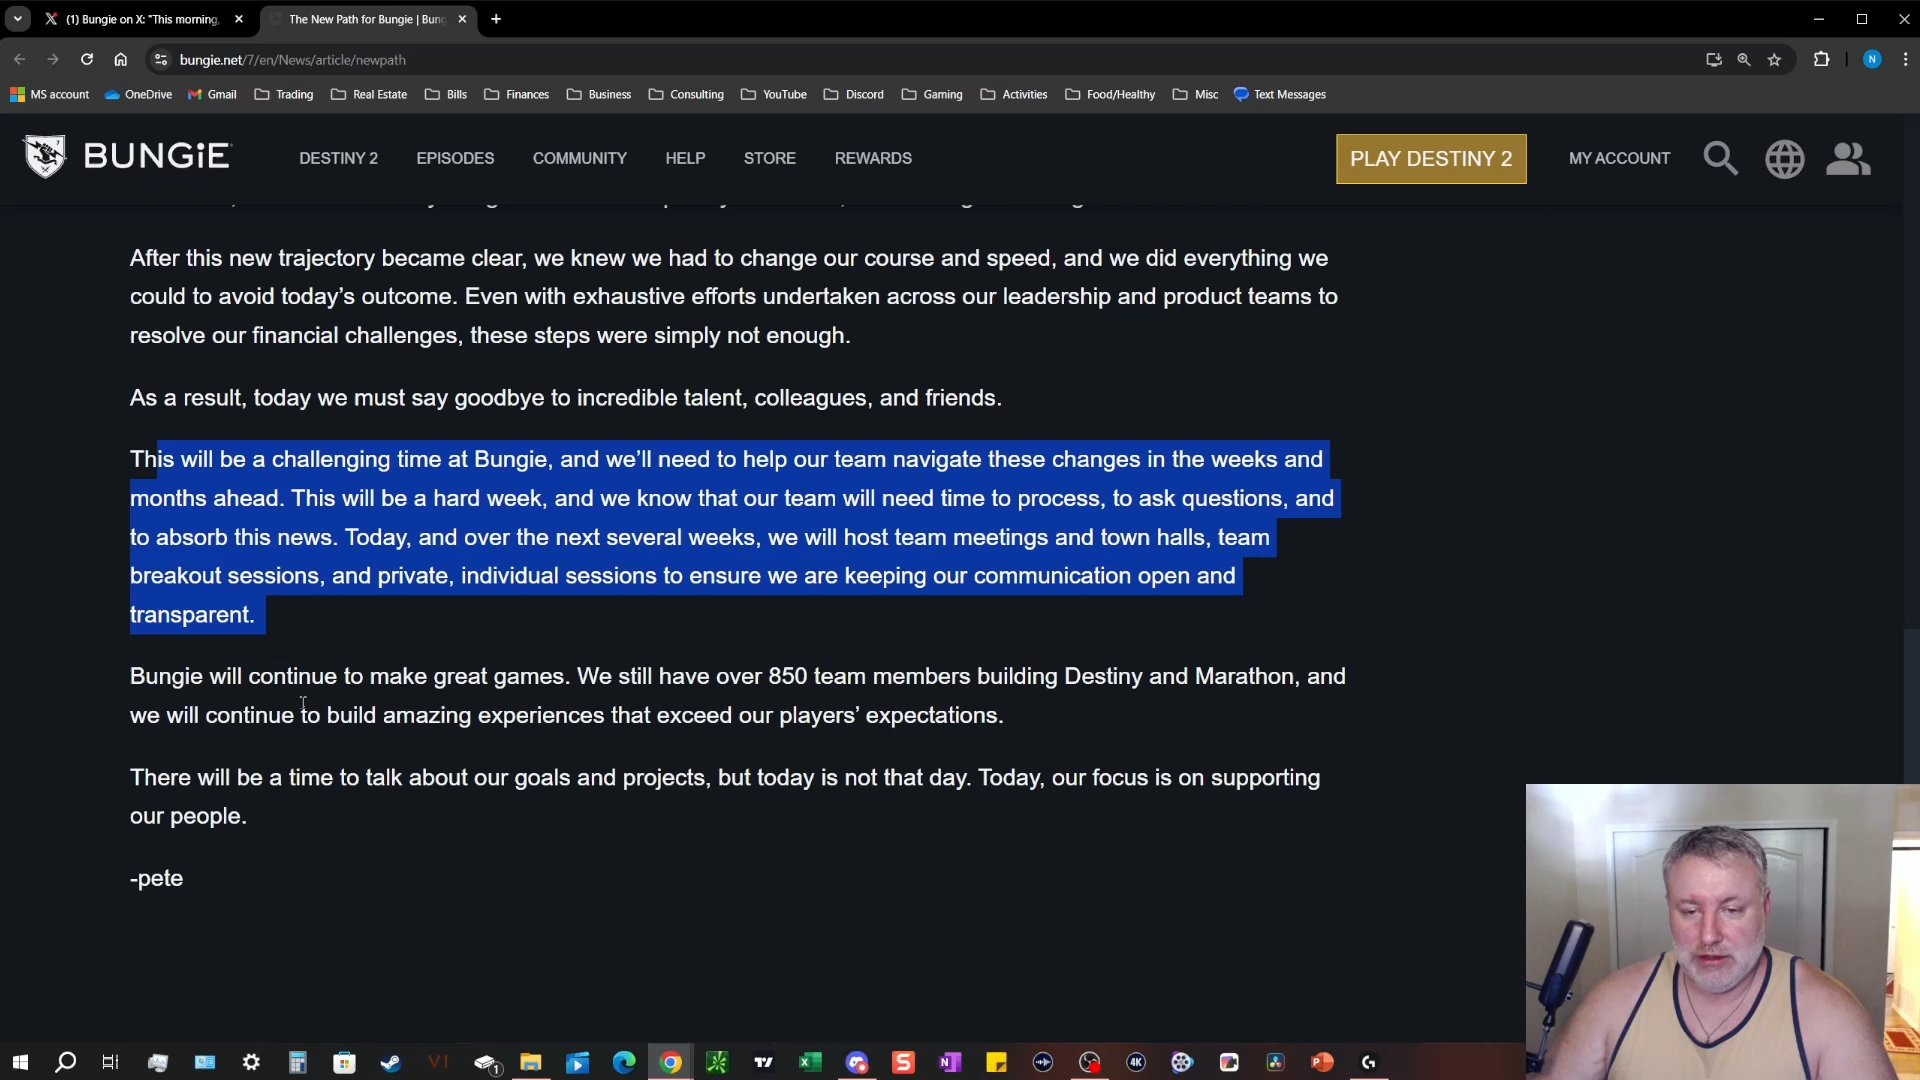 (1) Bungie on X: "This morning,
The New Path for Bungie | Bung
bungie.net/7/en/News/article/newpath
N
MS account
OneDrive
Gmail
Trading
Real Estate
Bills
Finances
Business
Consulting
YouTube
Discord
Gaming
Activities
Food/Healthy
Misc
Text Messages
BUNGiE
DESTINY 2
EPISODES
COMMUNITY
HELP
STORE
REWARDS
PLAY DESTINY 2
MY ACCOUNT
After this new trajectory became clear, we knew we had to change our course and speed, and we did everything we
could to avoid today’s outcome. Even with exhaustive efforts undertaken across our leadership and product teams to
resolve our financial challenges, these steps were simply not enough.
As a result, today we must say goodbye to incredible talent, colleagues, and friends.
This will be a challenging time at Bungie, and we’ll need to help our team navigate these changes in the weeks and
months ahead. This will be a hard week, and we know that our team will need time to process, to ask questions, and
to absorb this news. Today, and over the next several weeks, we will host team meetings and town halls, team
breakout sessions, and private, individual sessions to ensure we are keeping our communication open and
transparent.
Bungie will continue to make great games. We still have over 850 team members building Destiny and Marathon, and
we will continue to build amazing experiences that exceed our players’ expectations.
There will be a time to talk about our goals and projects, but today is not that day. Today, our focus is on supporting
our people.
-pete
VI
1
4K